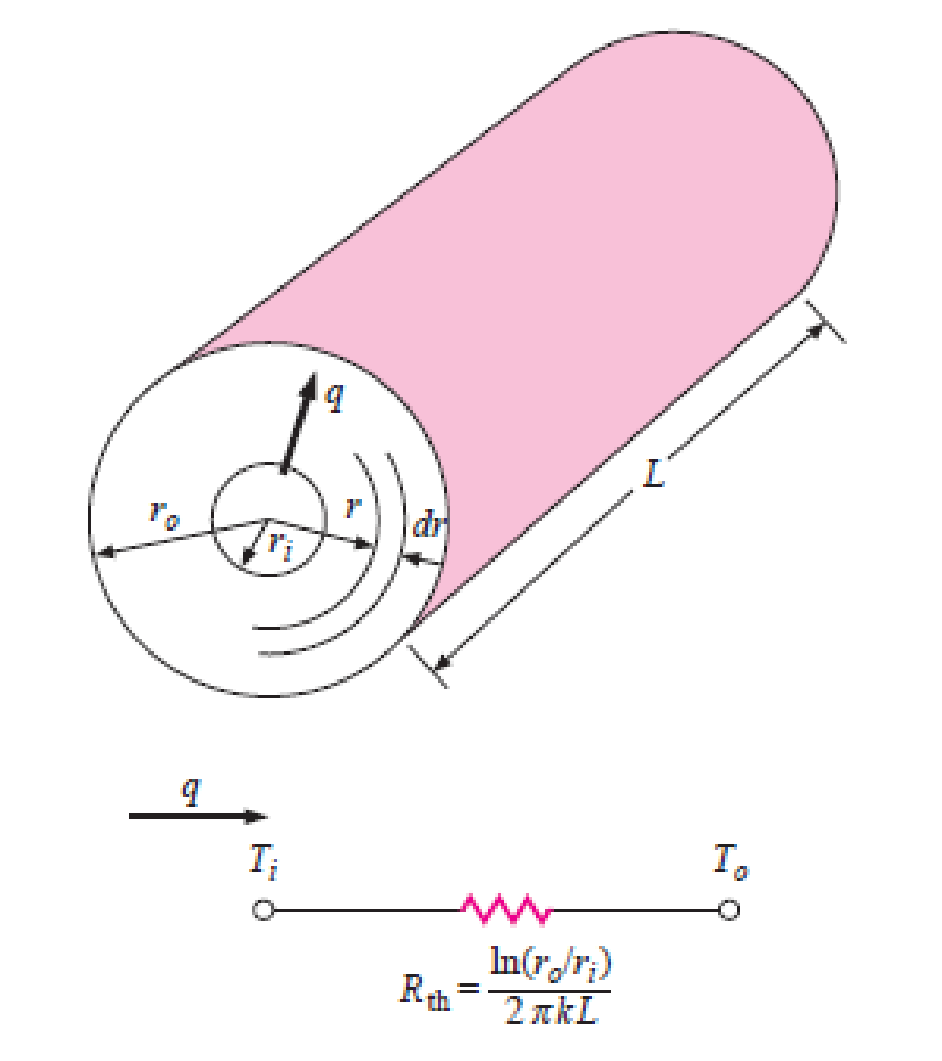 q
r_o
r_i
r
dr
L
q
T_i
T_o
R_th = ln(r_o/r_i)
2πkL